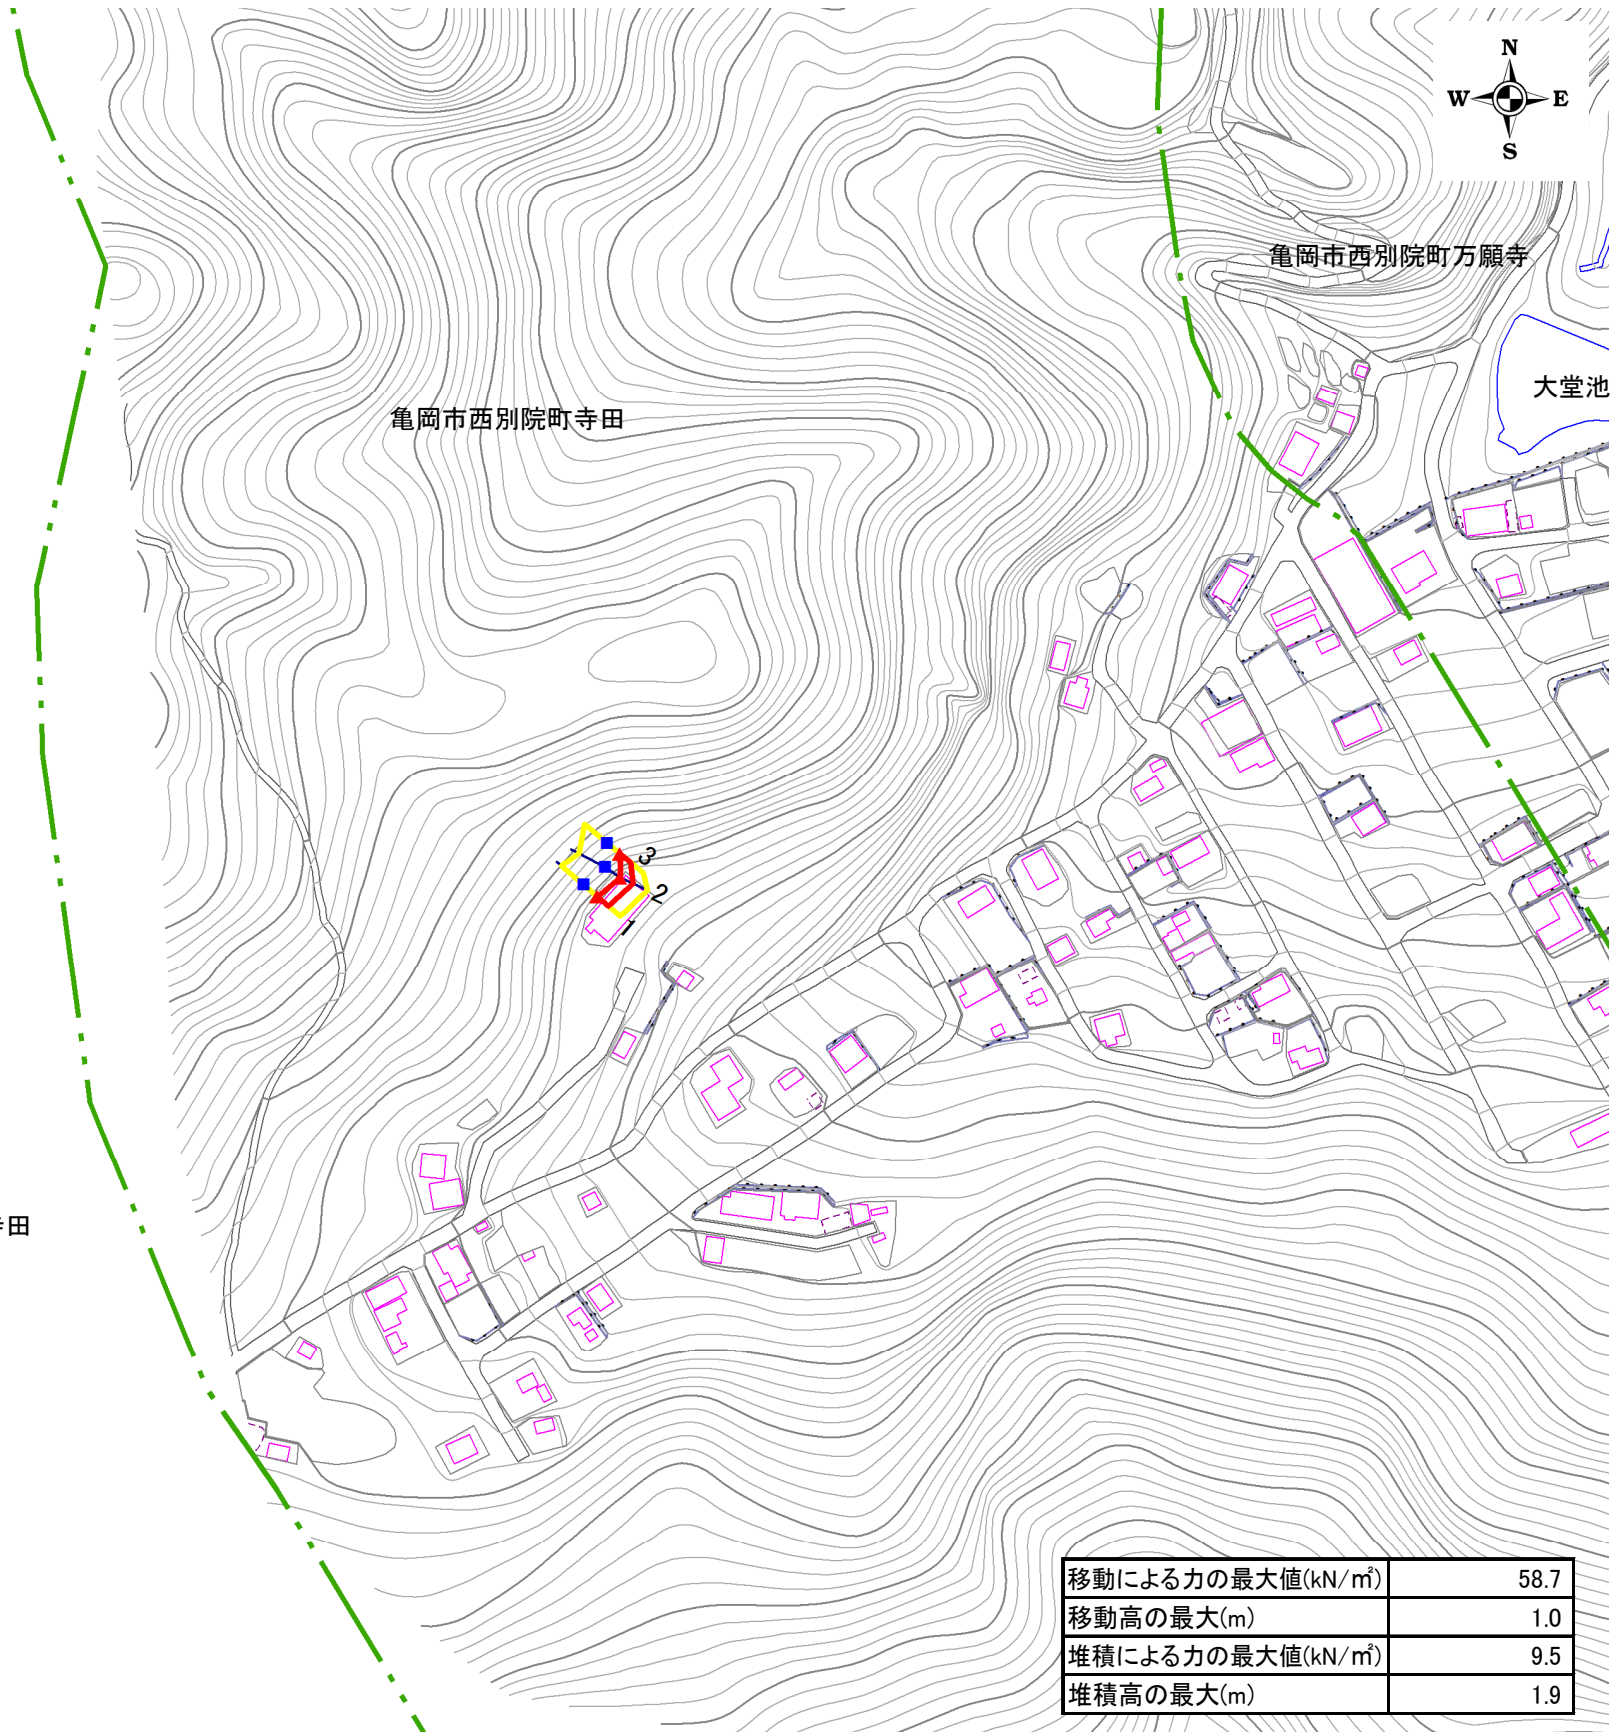 N
W E
S
亀岡市西別院町万願寺
大堂池
亀岡市西別院町寺田
3
2
1
田
移動による力の最大値(kN/㎡) 58.7
移動高の最大(m) 1.0
堆積による力の最大値(kN/㎡) 9.5
堆積高の最大(m) 1.9